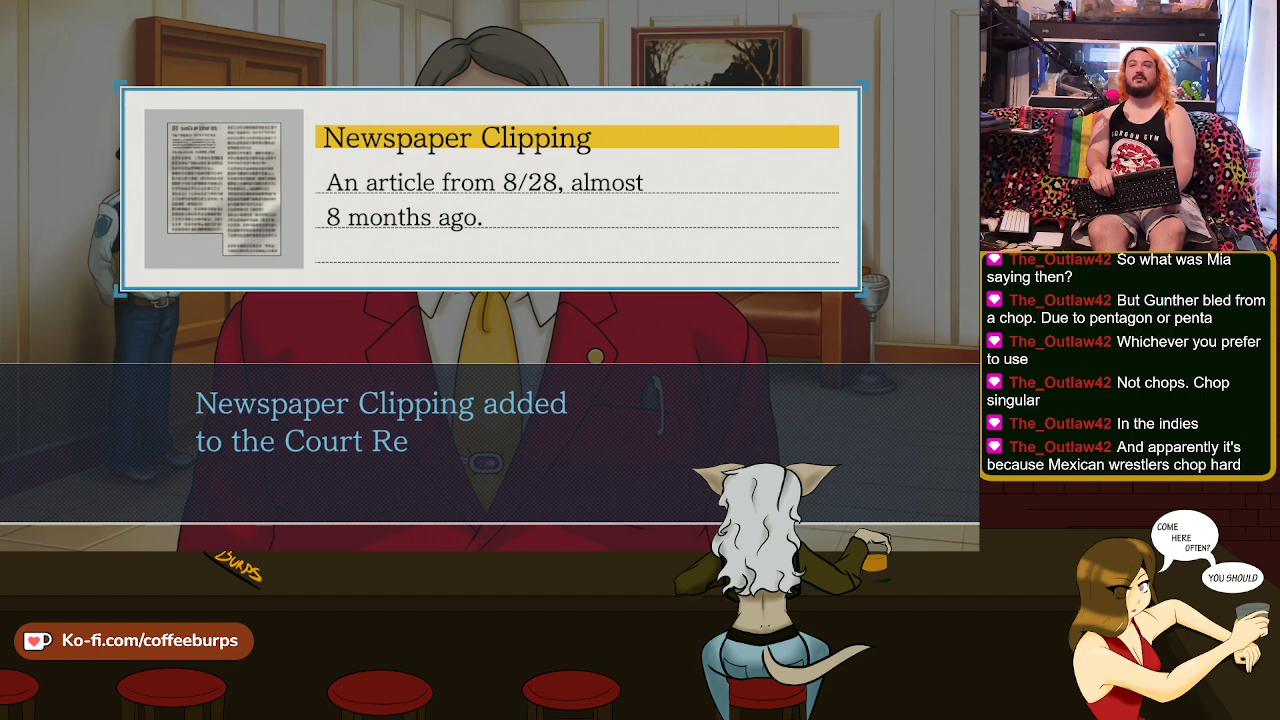 Newspaper Clipping
An article from 8/28, almost
8 months ago.
Newspaper Clipping added
to the Court Re
GORGON GYM
The_Outlaw42 So what was Mia
saying then?
The_Outlaw42 But Gunther bled from
a chop. Due to pentagon or penta
The_Outlaw42 Whichever you prefer
to use
The_Outlaw42 Not chops. Chop
singular
The_Outlaw42 In the indies
The_Outlaw42 And apparently it's
because Mexican wrestlers chop hard
COME
HERE
OFTEN?
YOU SHOULD
BURPS
Ko-fi.com/coffeeburps